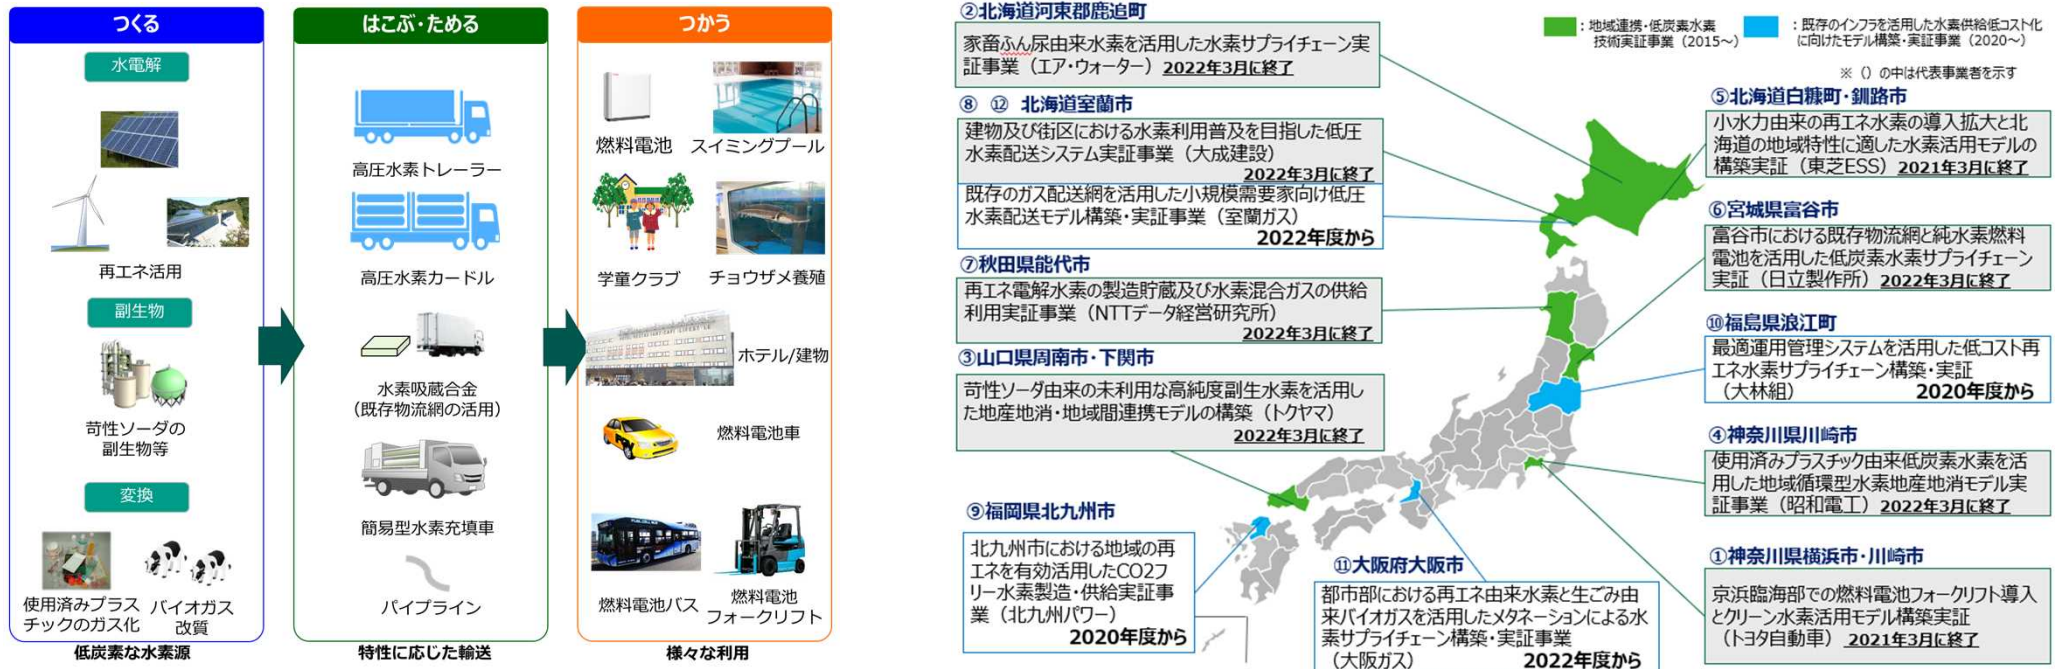 つくる
水電解
再エネ活用
副生物
苛性ソーダの
副生物等
変換
使用済みプラス
チックのガス化
バイオガス
改質
低炭素な水素源
はこぶ・ためる
高圧水素トレーラー
高圧水素カードル
水素吸蔵合金
(既存物流網の活用)
簡易型水素充填車
パイプライン
特性に応じた輸送
つかう
燃料電池
スイミングプール
学童クラブ
チョウザメ養殖
ホテル/建物
燃料電池車
燃料電池バス
燃料電池
フォークリフト
様々な利用
②北海道河東郡鹿追町
家畜ふん尿由来水素を活用した水素サプライチェーン実
証事業（エア・ウォーター）2022年3月に終了
⑧ ⑫ 北海道室蘭市
建物及び街区における水素利用普及を目指した低圧
水素配送システム実証事業（大成建設）
2022年3月に終了
既存のガス配送網を活用した小規模需要家向け低圧
水素配送モデル構築・実証事業（室蘭ガス）
2022年度から
⑦秋田県能代市
再エネ電解水素の製造貯蔵及び水素混合ガスの供給
利用実証事業（NTTデータ経営研究所）
2022年3月に終了
③山口県周南市・下関市
苛性ソーダ由来の未利用な高純度副生水素を活用し
た地産地消・地域間連携モデルの構築（トクヤマ）
2022年3月に終了
⑨福岡県北九州市
北九州市における地域の再
エネを有効活用したCO2フ
リー水素製造・供給実証事
業（北九州パワー）
2020年度から
：地域連携・低炭素水素
技術実証事業（2015～）
：既存のインフラを活用した水素供給低コスト化
に向けたモデル構築・実証事業（2020～）
※（）の中は代表事業者を示す
⑤北海道白糠町・釧路市
小水力由来の再エネ水素の導入拡大と北
海道の地域特性に適した水素活用モデルの
構築実証（東芝ESS）2021年3月に終了
⑥宮城県富谷市
富谷市における既存物流網と純水素燃料
電池を活用した低炭素水素サプライチェーン
実証（日立製作所）2022年3月に終了
⑩福島県浪江町
最適運用管理システムを活用した低コスト再
エネ水素サプライチェーン構築・実証
（大林組） 2020年度から
④神奈川県川崎市
使用済みプラスチック由来低炭素水素を活
用した地域循環型水素地産地消モデル実
証事業（昭和電工）2022年3月に終了
①神奈川県横浜市・川崎市
京浜臨海部での燃料電池フォークリフト導入
とクリーン水素活用モデル構築実証
（トヨタ自動車）2021年3月に終了
⑪大阪府大阪市
都市部における再エネ由来水素と生ごみ由
来バイオガスを活用したメタネーションによる水
素サプライチェーン構築・実証事業
（大阪ガス） 2022年度から